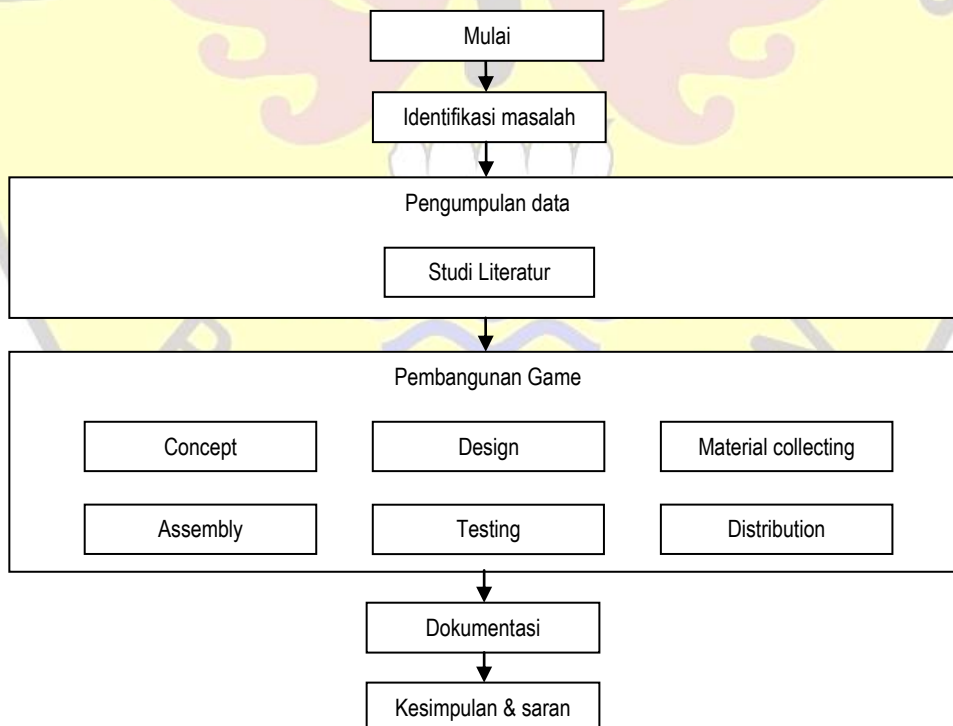 Mulai
Identifikasi masalah
Pengumpulan data
Studi Literatur
Pembangunan Game
Concept
Design
Material collecting
Assembly
Testing
Distribution
Dokumentasi
Kesimpulan & saran